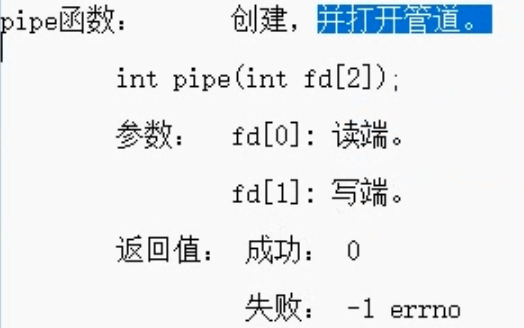 pipe函数： 创建，并打开管道。
int pipe(int fd[2]);
参数： fd[0]: 读端。
fd[1]: 写端。
返回值： 成功： 0
失败： -1 errno